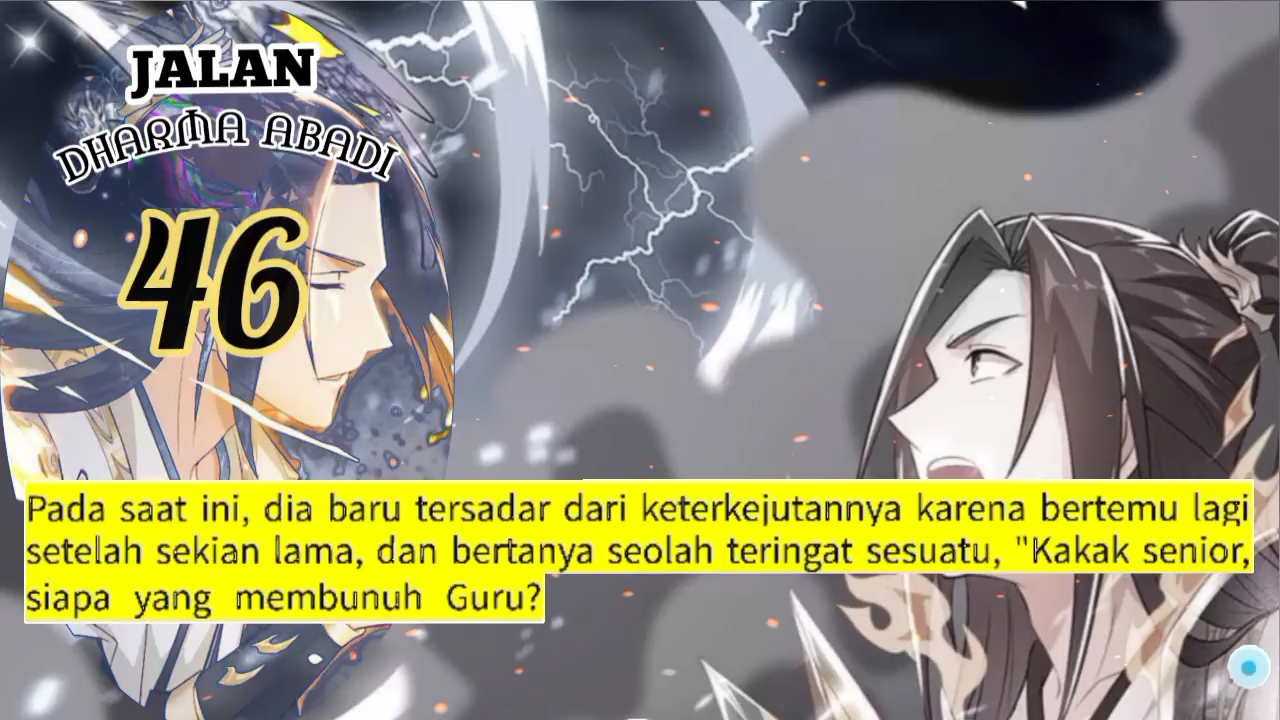 JALAN
DHARMA ABADI
46
Pada saat ini, dia baru tersadar dari keterkejutannya karena bertemu lagi
setelah sekian lama, dan bertanya seolah teringat sesuatu, "Kakak senior,
siapa yang membunuh Guru?